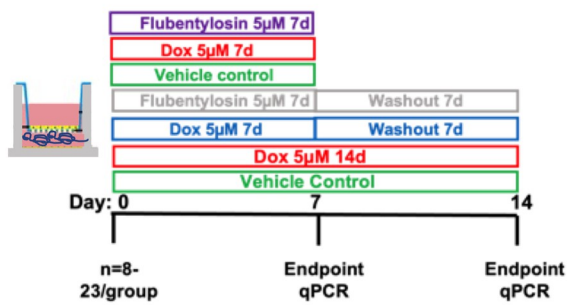 Flubentylosin 5µM 7d
Dox 5µM 7d
Vehicle control
Flubentylosin 5µM 7d Washout 7d
Dox 5µM 7d Washout 7d
Dox 5µM 14d
Vehicle Control
Day: 0 7 14
n=8-
23/group
Endpoint
qPCR
Endpoint
qPCR